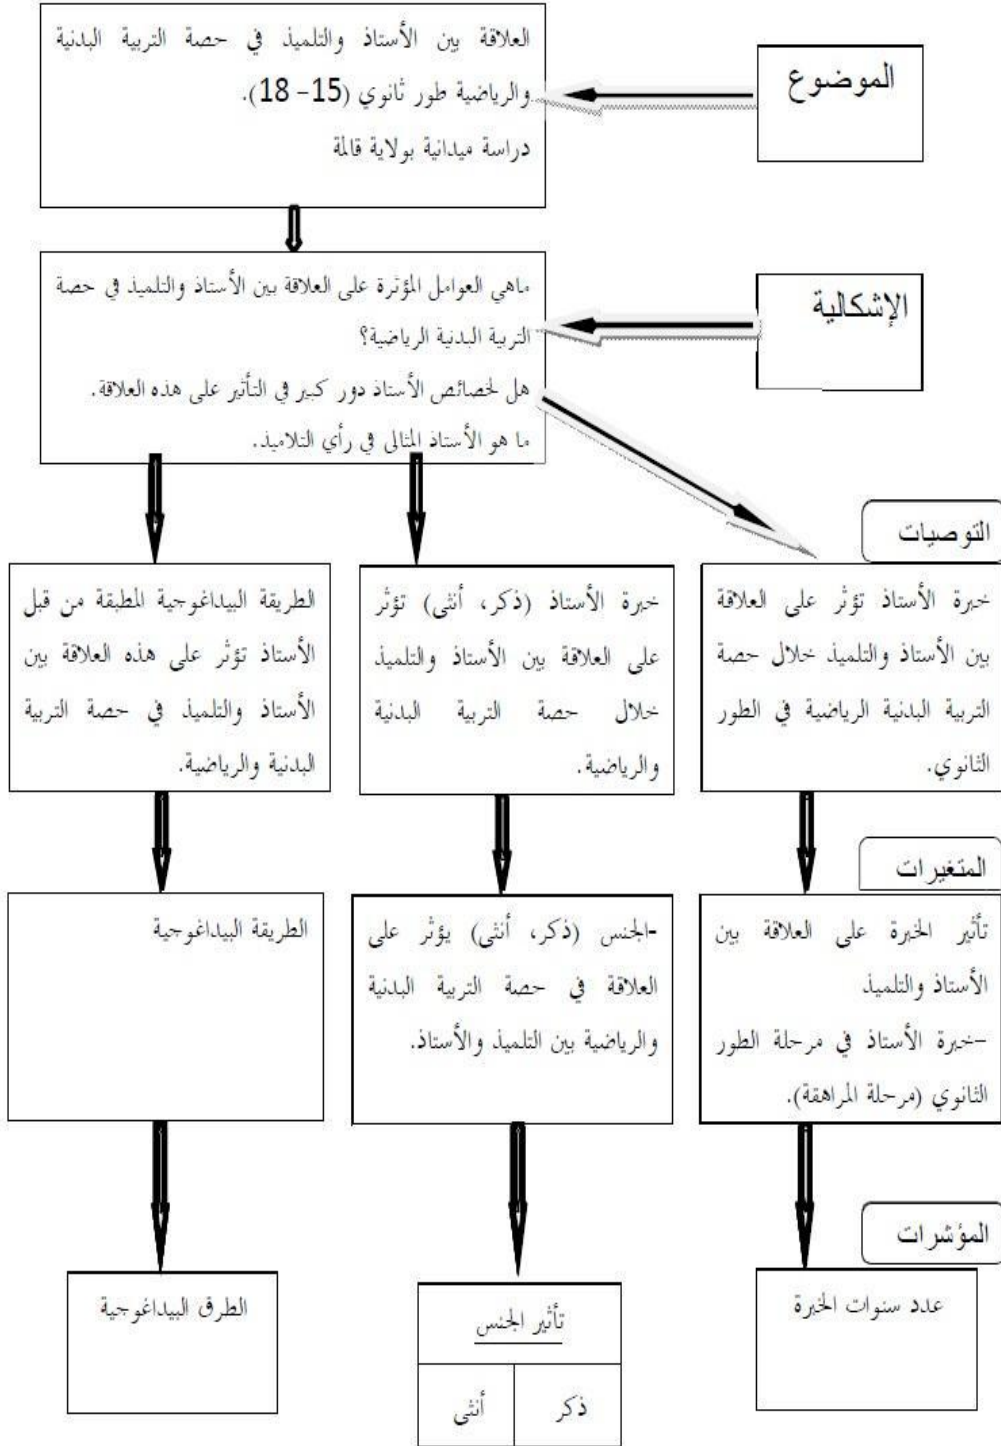 الموضوع
العلاقة بين الأستاذ والتلميذ في حصة التربية البدنية
والرياضية طور ثانوي (15– 18).
دراسة ميدانية بولاية قالمة
الإشكالية
ماهي العوامل المؤثرة على العلاقة بين الأستاذ والتلميذ في حصة
التربية البدنية الرياضية؟
هل لخصائص الأستاذ دور كبير في التأثير على هذه العلاقة.
ما هو الأستاذ المثالى في رأي التلاميذ.
التوصيات
خبرة الأستاذ تؤثر على العلاقة
بين الأستاذ والتلميذ خلال حصة
التربية البدنية الرياضية في الطور
الثانوي.
خبرة الأستاذ (ذكر، أنثى) تؤثر
على العلاقة بين الأستاذ والتلميذ
خلال حصة التربية البدنية
والرياضية.
الطريقة البيداغوجية المطبقة من قبل
الأستاذ تؤثر على هذه العلاقة بين
الأستاذ والتلميذ في حصة التربية
البدنية والرياضية.
المتغيرات
تأثير الخبرة على العلاقة بين
الأستاذ والتلميذ
–خبرة الأستاذ في مرحلة الطور
الثانوي (مرحلة المراهقة).
-الجنس (ذكر، أنثى) يؤثر على
العلاقة في حصة التربية البدنية
والرياضية بين التلميذ والأستاذ.
الطريقة البيداغوجية
المؤشرات
عدد سنوات الخبرة
تأثير الجنس
ذكر
أنثى
الطرق البيداغوجية